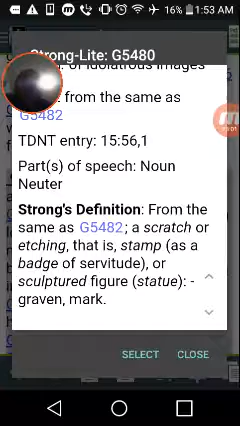 16% 1:53 AM
Strong-Lite: G5480
of idolatrous images
: from the same as
G5482
TDNT entry: 15:56,1
Part(s) of speech: Noun
Neuter
Strong's Definition: From the
same as G5482; a scratch or
etching, that is, stamp (as a
badge of servitude), or
sculptured figure (statue): -
graven, mark.
SELECT CLOSE